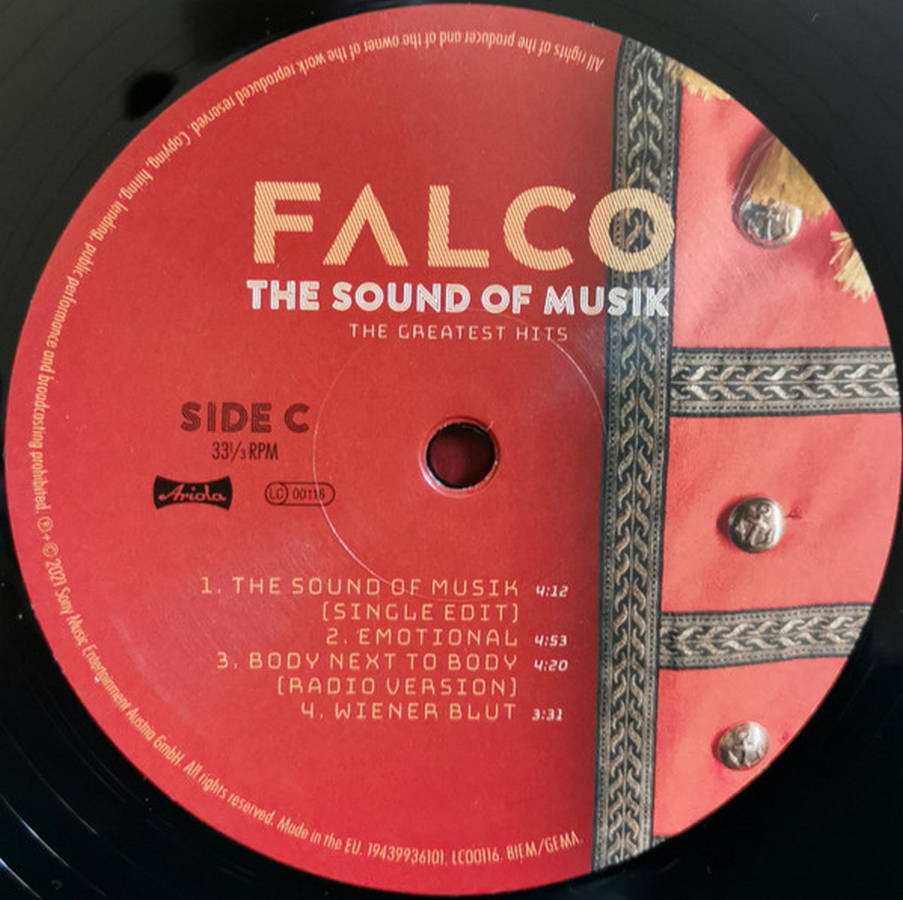 FALCO
THE SOUND OF MUSIK
THE GREATEST HITS
SIDE C
33⅓ RPM
Ariola
LC 00116
1. THE SOUND OF MUSIK 4:12
(SINGLE EDIT)
2. EMOTIONAL 4:53
3. BODY NEXT TO BODY 4:20
(RADIO VERSION)
4. WIENER BLUT 3:31
All rights of the producer and of the owner of the work reproduced reserved. Copying, hiring, lending, public performance and broadcasting prohibited. ℗ + © 2021 Sony Music Entertainment Austria GmbH. All rights reserved. Made in the EU. 19439936101. LC00116. BIEM/GEMA.